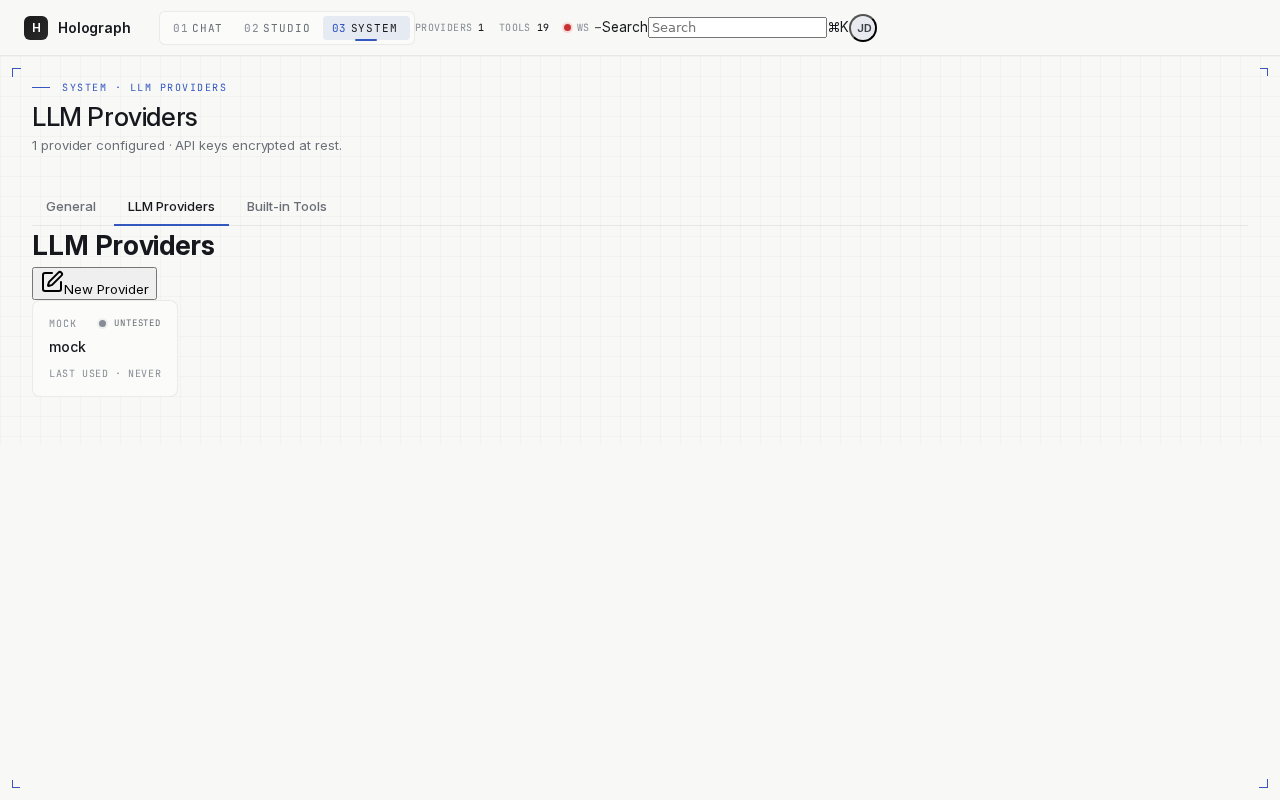 H Holograph 01 CHAT 02 STUDIO 03 SYSTEM PROVIDERS 1 TOOLS 19 WS – Search Search ⌘K JD
SYSTEM · LLM PROVIDERS
LLM Providers
1 provider configured · API keys encrypted at rest.
General LLM Providers Built-in Tools
LLM Providers
New Provider
MOCK UNTESTED
mock
LAST USED · NEVER